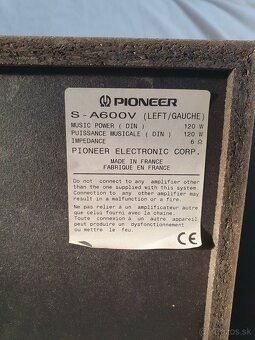 PIONEER
S-A600V (LEFT/GAUCHE)
MUSIC POWER ( DIN ) 120 W
PUISSANCE MUSICALE ( DIN ) 120 W
IMPEDANCE 6 Ω
PIONEER ELECTRONIC CORP.
MADE IN FRANCE
FABRIQUE EN FRANCE
Do not connect to any amplifier other
than the one supplied with this system.
Connection to any other amplifier may
result in a malfunction or a fire.
Ne pas relier à un amplificateur autre
que celui fourni avec la chaine.
Toute connexion à un autre appareil
peut produire un dysfonctionnement
ou mettre le feu.
CE
bazos.sk